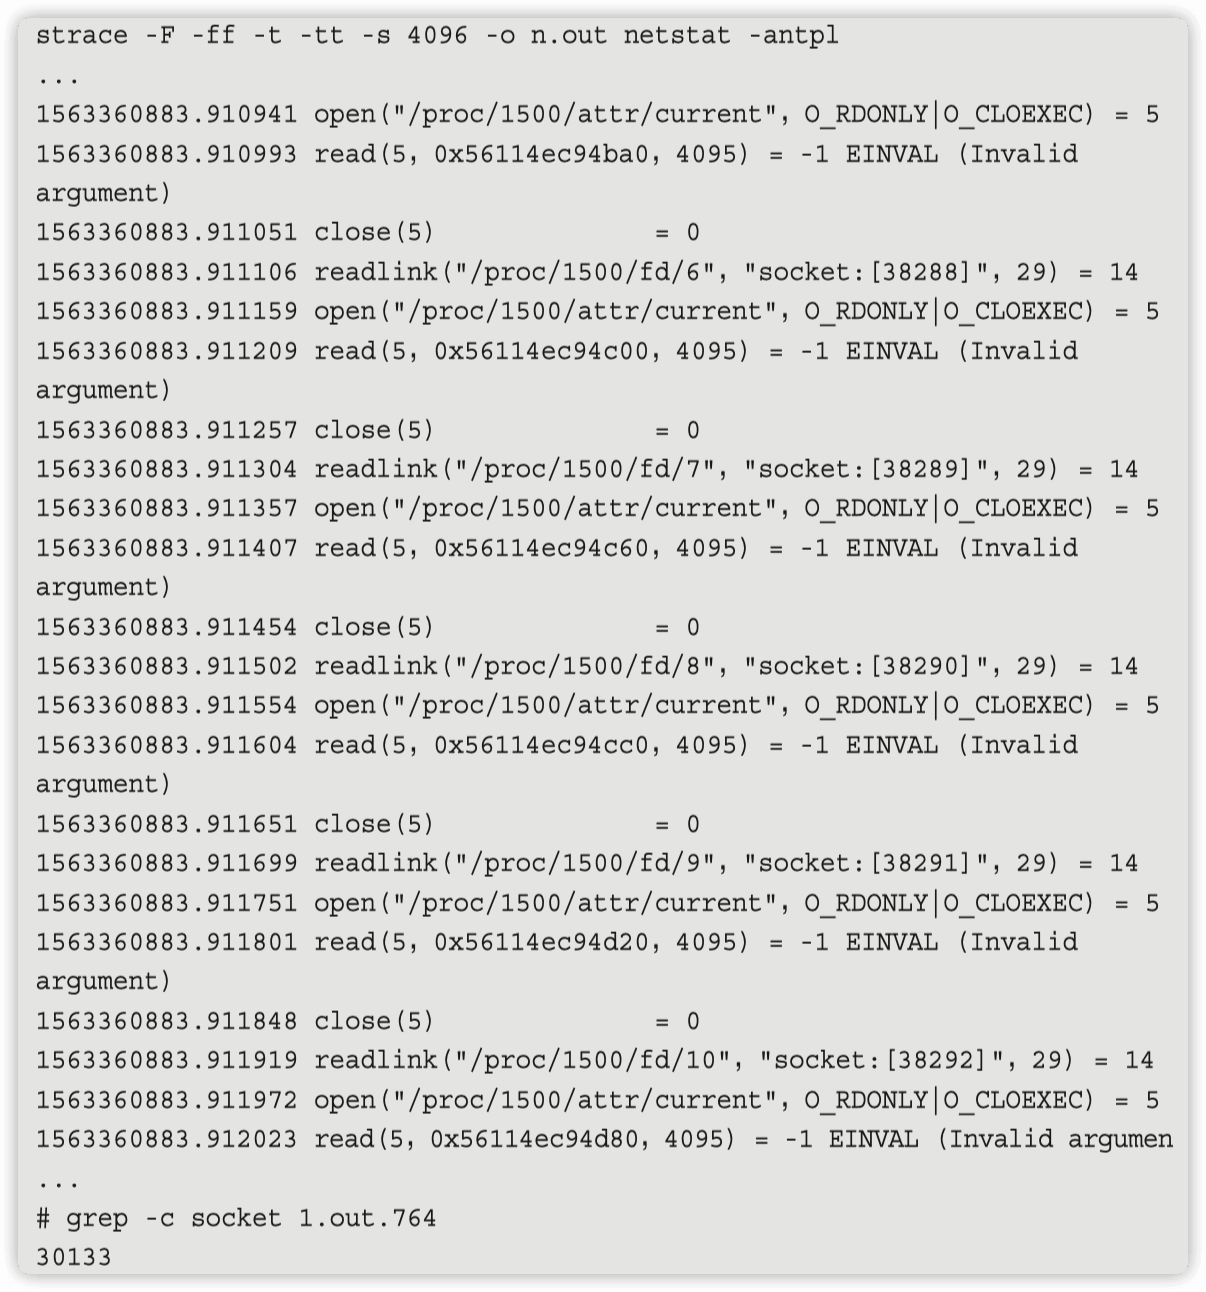 strace -F -ff -t -tt -s 4096 -o n.out netstat -antpl
...
1563360883.910941 open("/proc/1500/attr/current", O_RDONLY|O_CLOEXEC) = 5
1563360883.910993 read(5, 0x56114ec94ba0, 4095) = -1 EINVAL (Invalid
argument)
1563360883.911051 close(5)              = 0
1563360883.911106 readlink("/proc/1500/fd/6", "socket:[38288]", 29) = 14
1563360883.911159 open("/proc/1500/attr/current", O_RDONLY|O_CLOEXEC) = 5
1563360883.911209 read(5, 0x56114ec94c00, 4095) = -1 EINVAL (Invalid
argument)
1563360883.911257 close(5)              = 0
1563360883.911304 readlink("/proc/1500/fd/7", "socket:[38289]", 29) = 14
1563360883.911357 open("/proc/1500/attr/current", O_RDONLY|O_CLOEXEC) = 5
1563360883.911407 read(5, 0x56114ec94c60, 4095) = -1 EINVAL (Invalid
argument)
1563360883.911454 close(5)              = 0
1563360883.911502 readlink("/proc/1500/fd/8", "socket:[38290]", 29) = 14
1563360883.911554 open("/proc/1500/attr/current", O_RDONLY|O_CLOEXEC) = 5
1563360883.911604 read(5, 0x56114ec94cc0, 4095) = -1 EINVAL (Invalid
argument)
1563360883.911651 close(5)              = 0
1563360883.911699 readlink("/proc/1500/fd/9", "socket:[38291]", 29) = 14
1563360883.911751 open("/proc/1500/attr/current", O_RDONLY|O_CLOEXEC) = 5
1563360883.911801 read(5, 0x56114ec94d20, 4095) = -1 EINVAL (Invalid
argument)
1563360883.911848 close(5)              = 0
1563360883.911919 readlink("/proc/1500/fd/10", "socket:[38292]", 29) = 14
1563360883.911972 open("/proc/1500/attr/current", O_RDONLY|O_CLOEXEC) = 5
1563360883.912023 read(5, 0x56114ec94d80, 4095) = -1 EINVAL (Invalid argumen
...
# grep -c socket 1.out.764
30133